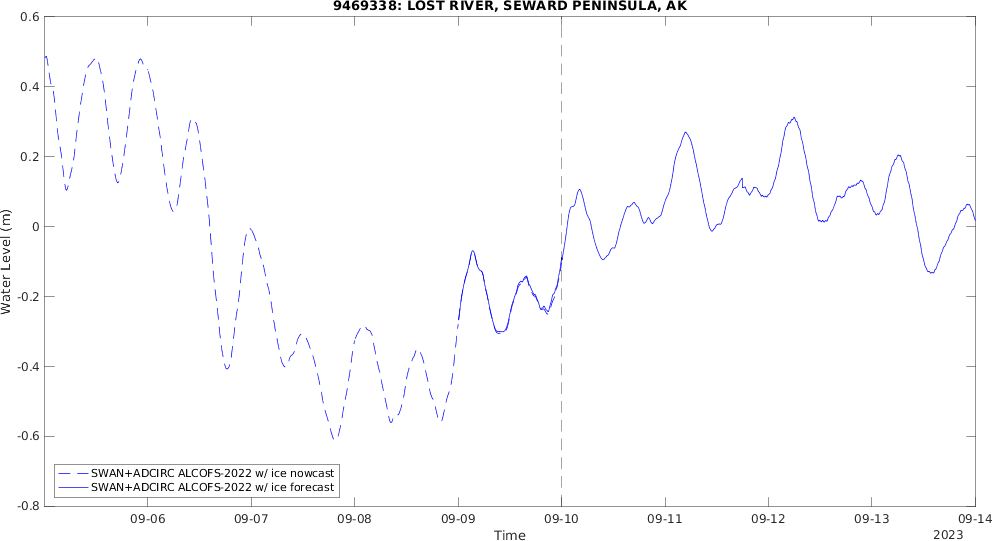 9469338: LOST RIVER, SEWARD PENINSULA, AK
0.6
0.4
0.2
0
-0.2
-0.4
-0.6
-0.8
Water Level (m)
SWAN+ADCIRC ALCOFS-2022 w/ ice nowcast
SWAN+ADCIRC ALCOFS-2022 w/ ice forecast
09-06 09-07 09-08 09-09 09-10 09-11 09-12 09-13 09-14
Time
2023